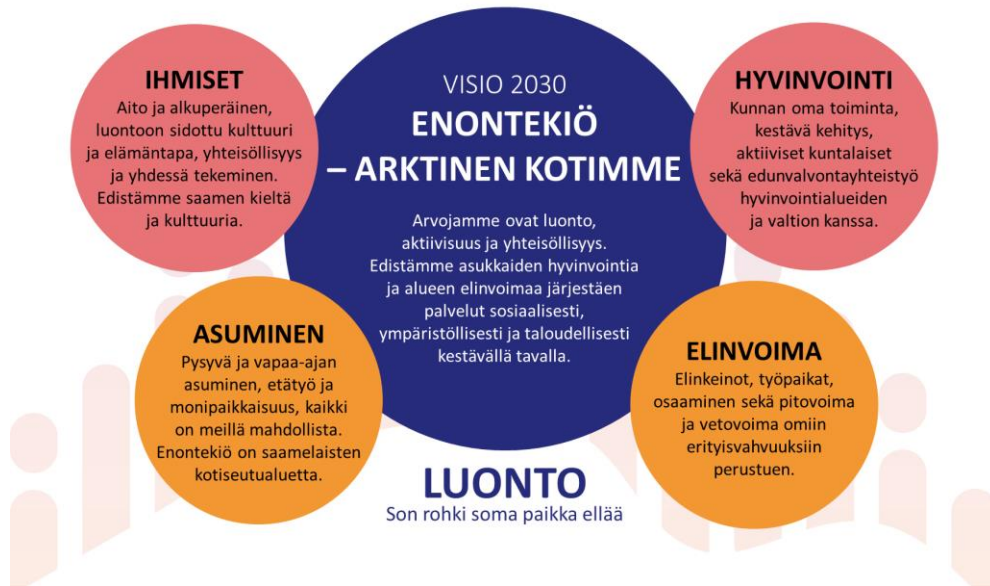 IHMISET
Aito ja alkuperäinen,
luontoon sidottu kulttuuri
ja elämäntapa, yhteisöllisyys
ja yhdessä tekeminen.
Edistämme saamen kieltä
ja kulttuuria.
VISIO 2030
ENONTEKIÖ
– ARKTINEN KOTIMME
Arvojamme ovat luonto,
aktiivisuus ja yhteisöllisyys.
Edistämme asukkaiden hyvinvointia
ja alueen elinvoimaa järjestäen
palvelut sosiaalisesti,
ympäristöllisesti ja taloudellisesti
kestävällä tavalla.
HYVINVOINTI
Kunnan oma toiminta,
kestävä kehitys,
aktiiviset kuntalaiset
sekä edunvalvontayhteistyö
hyvinvointialueiden
ja valtion kanssa.
ASUMINEN
Pysyvä ja vapaa-ajan
asuminen, etätyö ja
monipaikkaisuus, kaikki
on meillä mahdollista.
Enontekiö on saamelaisten
kotiseutualuetta.
ELINVOIMA
Elinkeinot, työpaikat,
osaaminen sekä pitovoima
ja vetovoima omiin
erityisvahvuuksiin
perustuen.
LUONTO
Son rohki soma paikka ellää